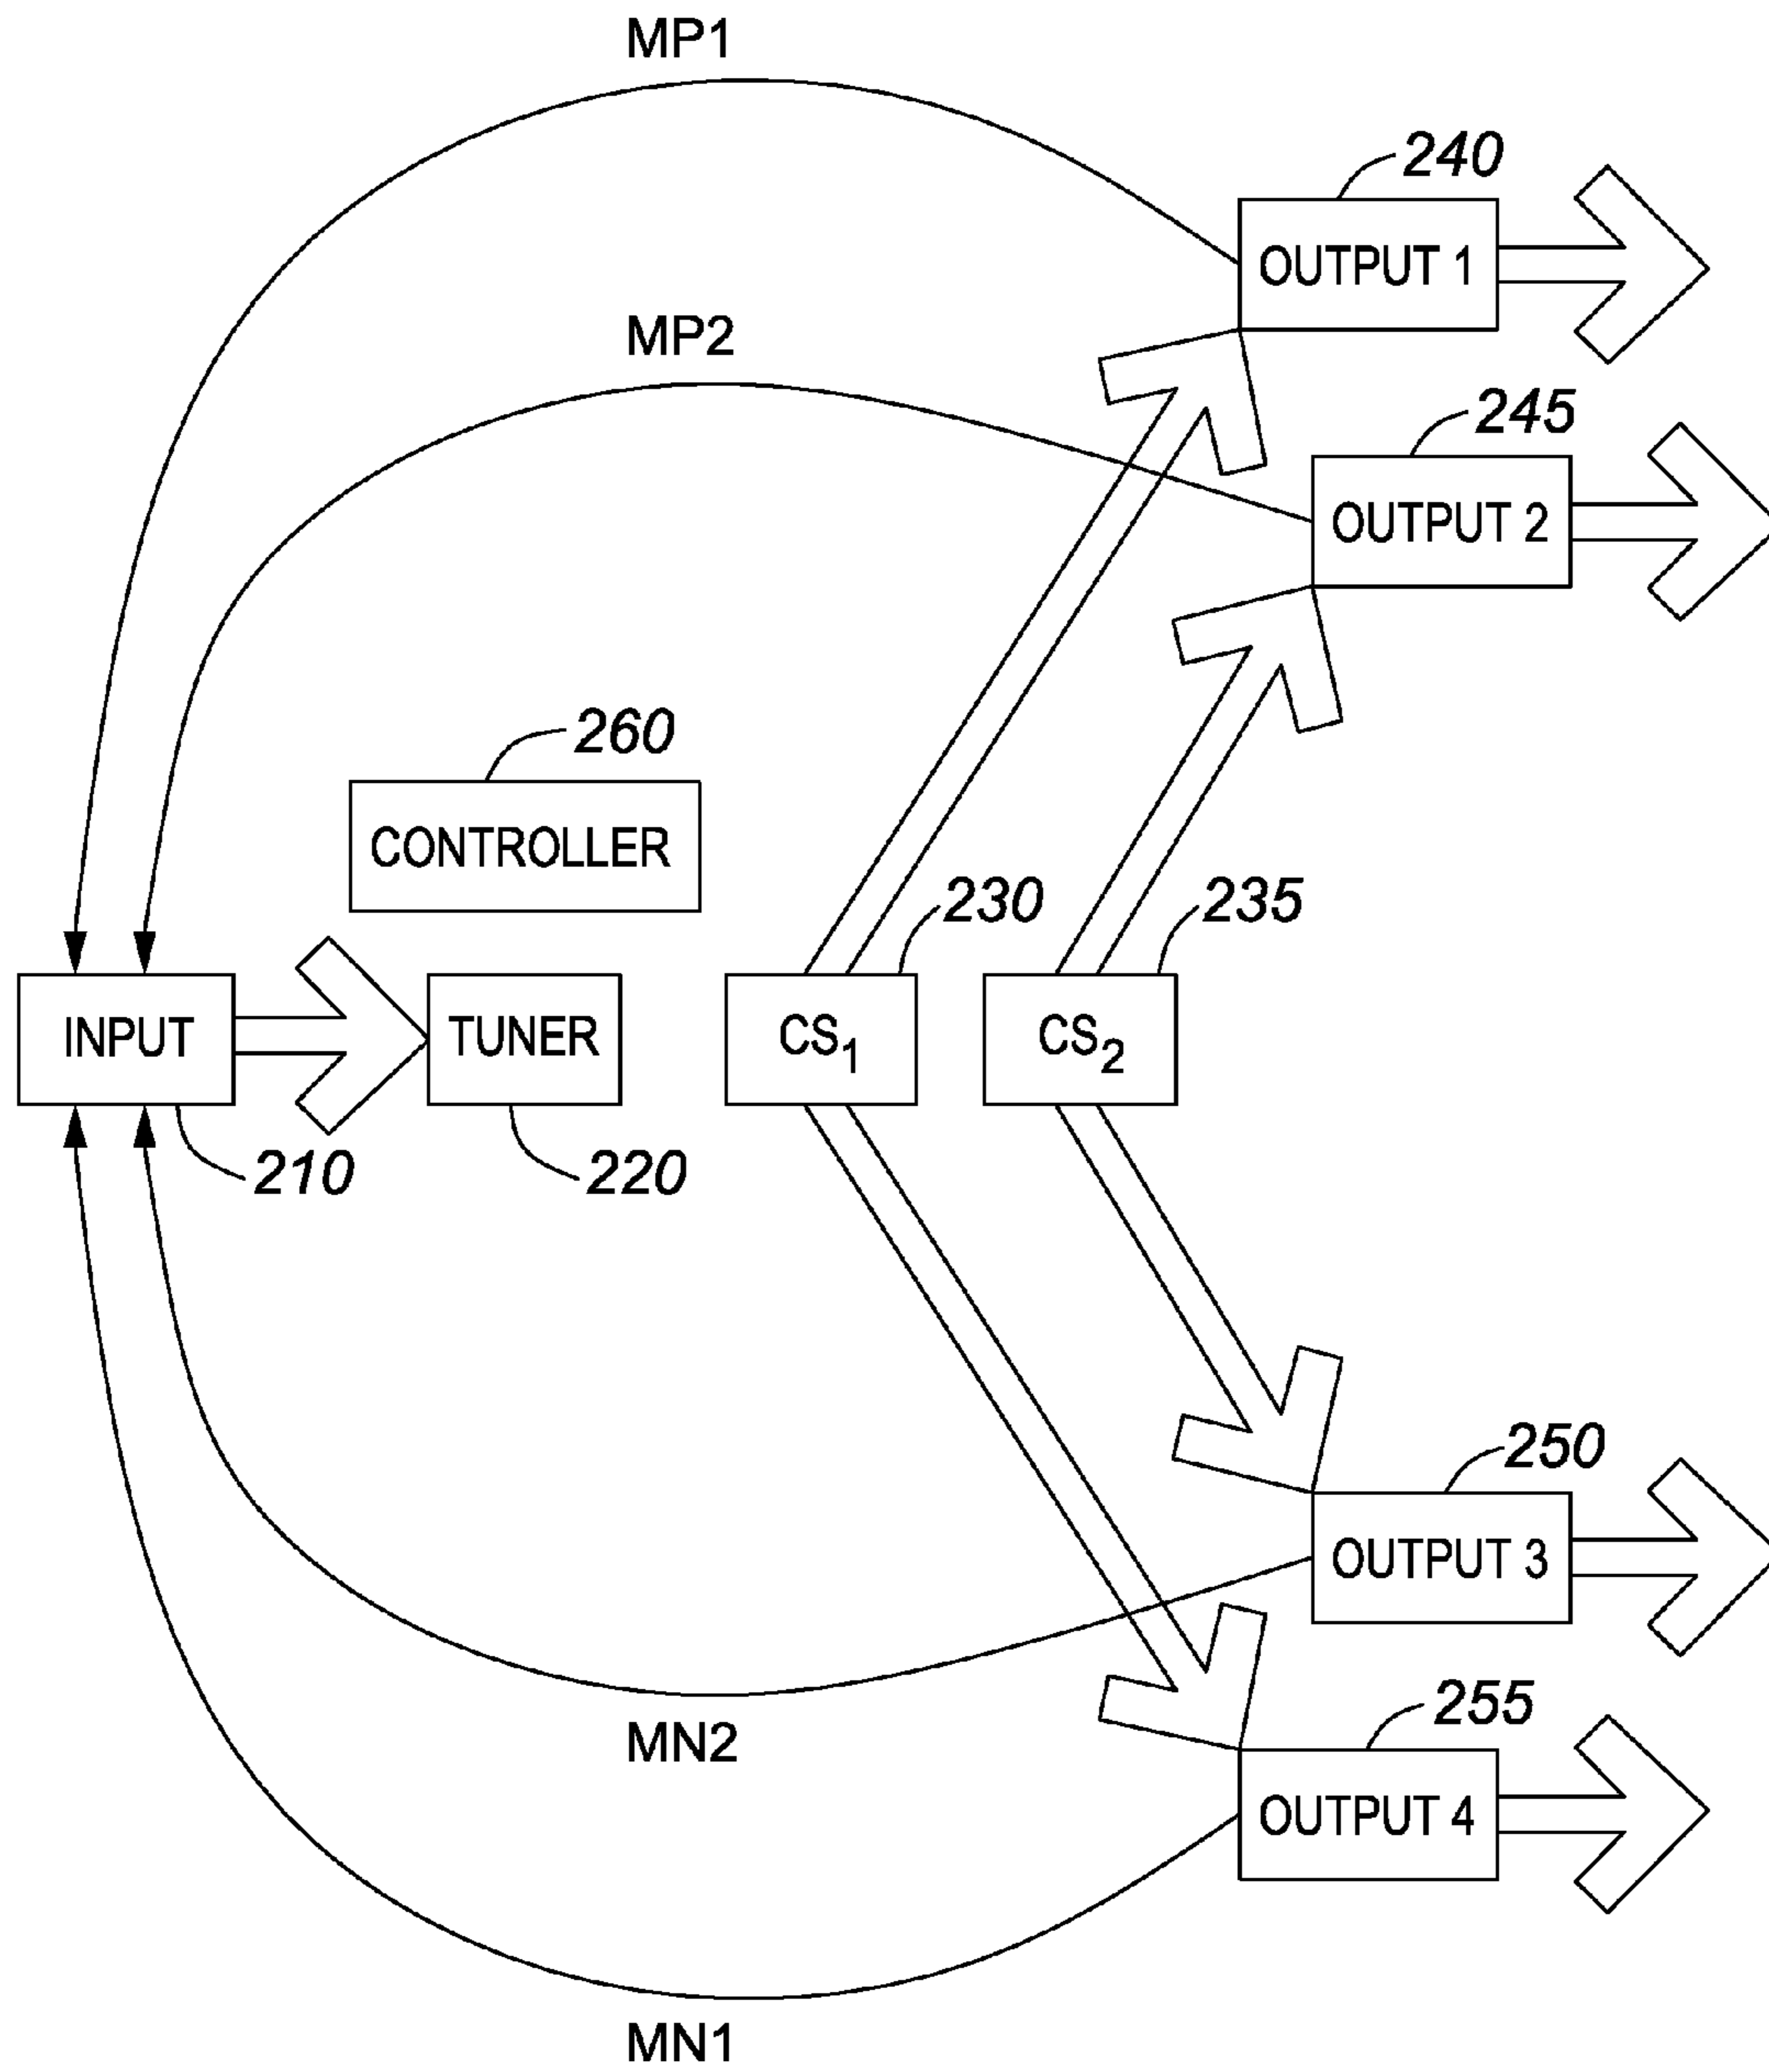 MP1
240
OUTPUT 1
MP2
245
OUTPUT 2
260
CONTROLLER
230
235
INPUT
TUNER
CS1
CS2
210
220
250
OUTPUT 3
MN2
255
OUTPUT 4
MN1